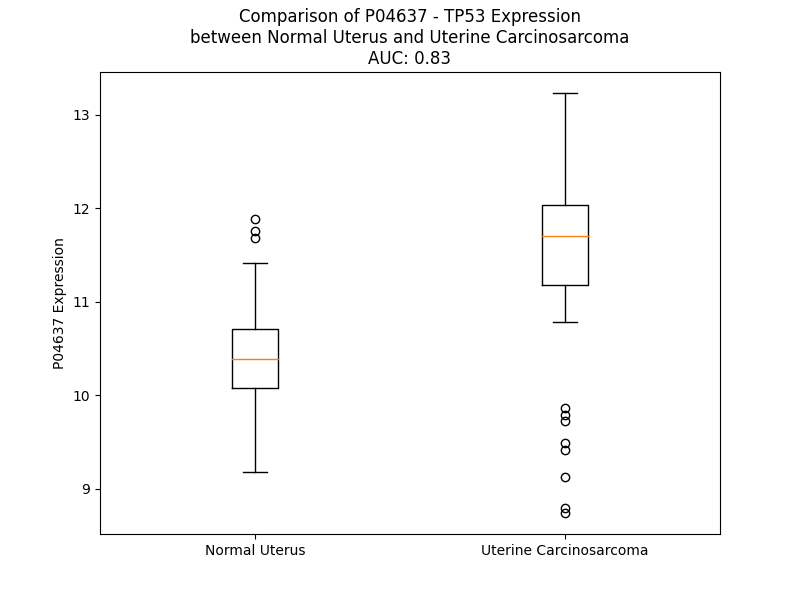 Comparison of P04637 - TP53 Expression
between Normal Uterus and Uterine Carcinosarcoma
AUC: 0.83
13
12
11
10
9
P04637 Expression
Normal Uterus
Uterine Carcinosarcoma